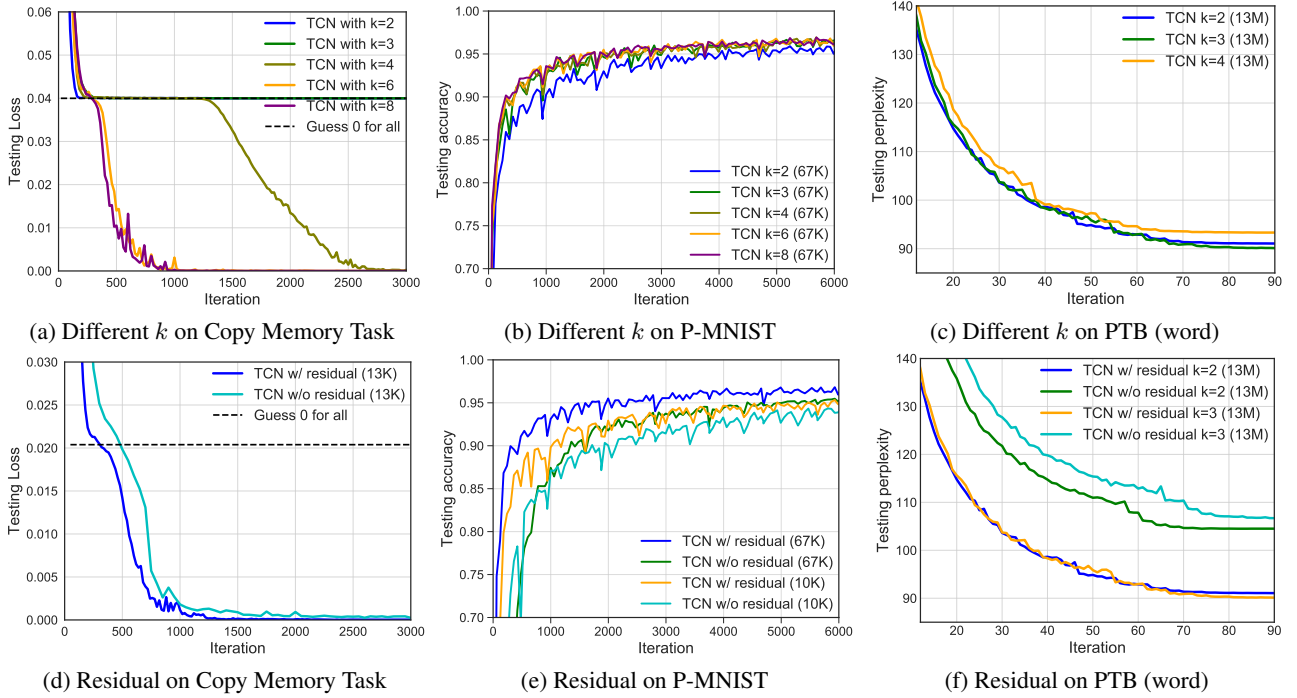 0.06
0.05
0.04
0.03
0.02
0.01
0.00
Testing Loss
0 500 1000 1500 2000 2500 3000
Iteration
TCN with k=2
TCN with k=3
TCN with k=4
TCN with k=6
TCN with k=8
Guess 0 for all
(a) Different k on Copy Memory Task
1.00
0.95
0.90
0.85
0.80
0.75
0.70
Testing accuracy
0 1000 2000 3000 4000 5000 6000
Iteration
TCN k=2 (67K)
TCN k=3 (67K)
TCN k=4 (67K)
TCN k=6 (67K)
TCN k=8 (67K)
(b) Different k on P-MNIST
140
130
120
110
100
90
Testing perplexity
20 30 40 50 60 70 80 90
Iteration
TCN k=2 (13M)
TCN k=3 (13M)
TCN k=4 (13M)
(c) Different k on PTB (word)
0.030
0.025
0.020
0.015
0.010
0.005
0.000
Testing Loss
0 500 1000 1500 2000 2500 3000
Iteration
TCN w/ residual (13K)
TCN w/o residual (13K)
Guess 0 for all
(d) Residual on Copy Memory Task
1.00
0.95
0.90
0.85
0.80
0.75
0.70
Testing accuracy
0 1000 2000 3000 4000 5000 6000
Iteration
TCN w/ residual (67K)
TCN w/o residual (67K)
TCN w/ residual (10K)
TCN w/o residual (10K)
(e) Residual on P-MNIST
140
130
120
110
100
90
Testing perplexity
20 30 40 50 60 70 80 90
Iteration
TCN w/ residual k=2 (13M)
TCN w/o residual k=2 (13M)
TCN w/ residual k=3 (13M)
TCN w/o residual k=3 (13M)
(f) Residual on PTB (word)